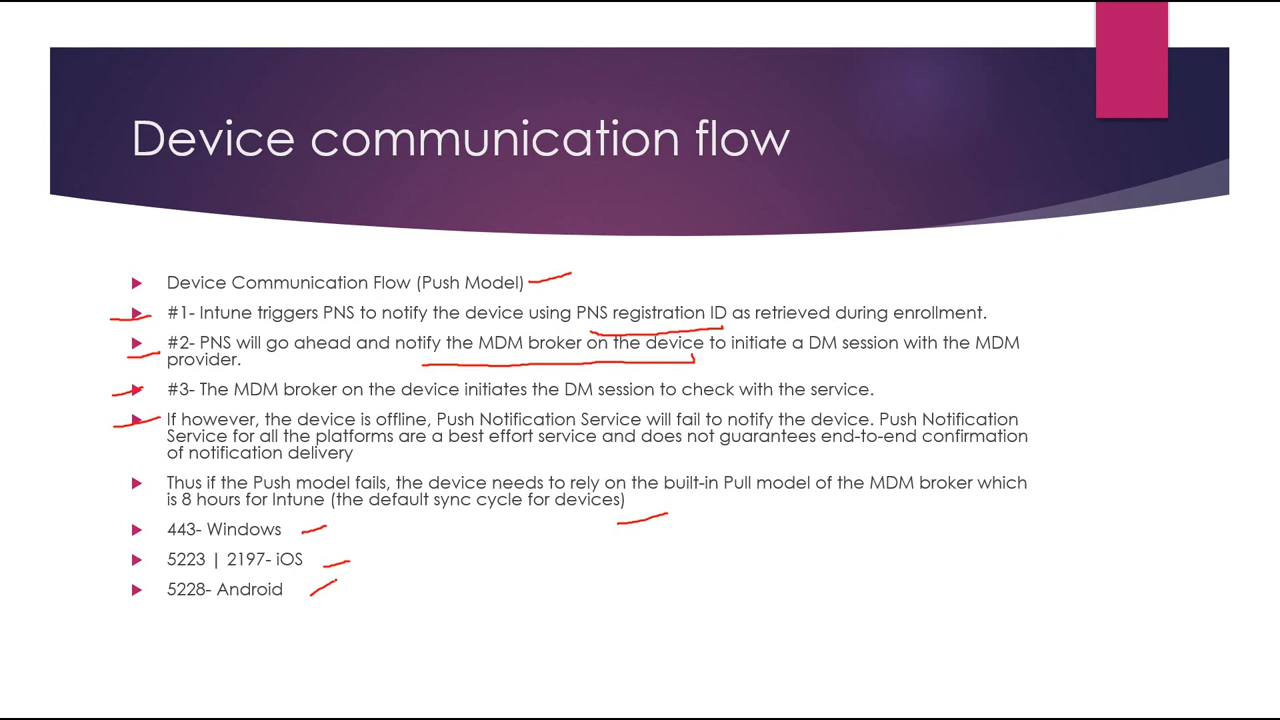 Device communication flow
Device Communication Flow (Push Model)
#1- Intune triggers PNS to notify the device using PNS registration ID as retrieved during enrollment.
#2- PNS will go ahead and notify the MDM broker on the device to initiate a DM session with the MDM
provider.
#3- The MDM broker on the device initiates the DM session to check with the service.
If however, the device is offline, Push Notification Service will fail to notify the device. Push Notification
Service for all the platforms are a best effort service and does not guarantees end-to-end confirmation
of notification delivery
Thus if the Push model fails, the device needs to rely on the built-in Pull model of the MDM broker which
is 8 hours for Intune (the default sync cycle for devices)
443- Windows
5223 | 2197- iOS
5228- Android